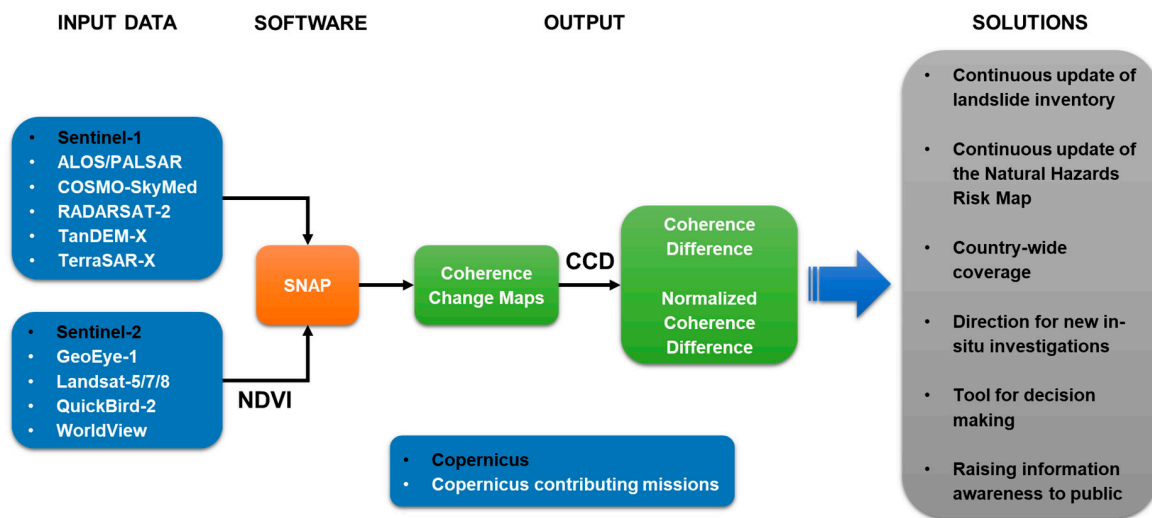 INPUT DATA
SOFTWARE
OUTPUT
SOLUTIONS
• Sentinel-1
• ALOS/PALSAR
• COSMO-SkyMed
• RADARSAT-2
• TanDEM-X
• TerraSAR-X
• Sentinel-2
• GeoEye-1
• Landsat-5/7/8
• QuickBird-2
• WorldView
NDVI
SNAP
Coherence
Change Maps
CCD
Coherence
Difference
Normalized
Coherence
Difference
• Copernicus
• Copernicus contributing missions
• Continuous update of
landslide inventory
• Continuous update of
the Natural Hazards
Risk Map
• Country-wide
coverage
• Direction for new in-
situ investigations
• Tool for decision
making
• Raising information
awareness to public